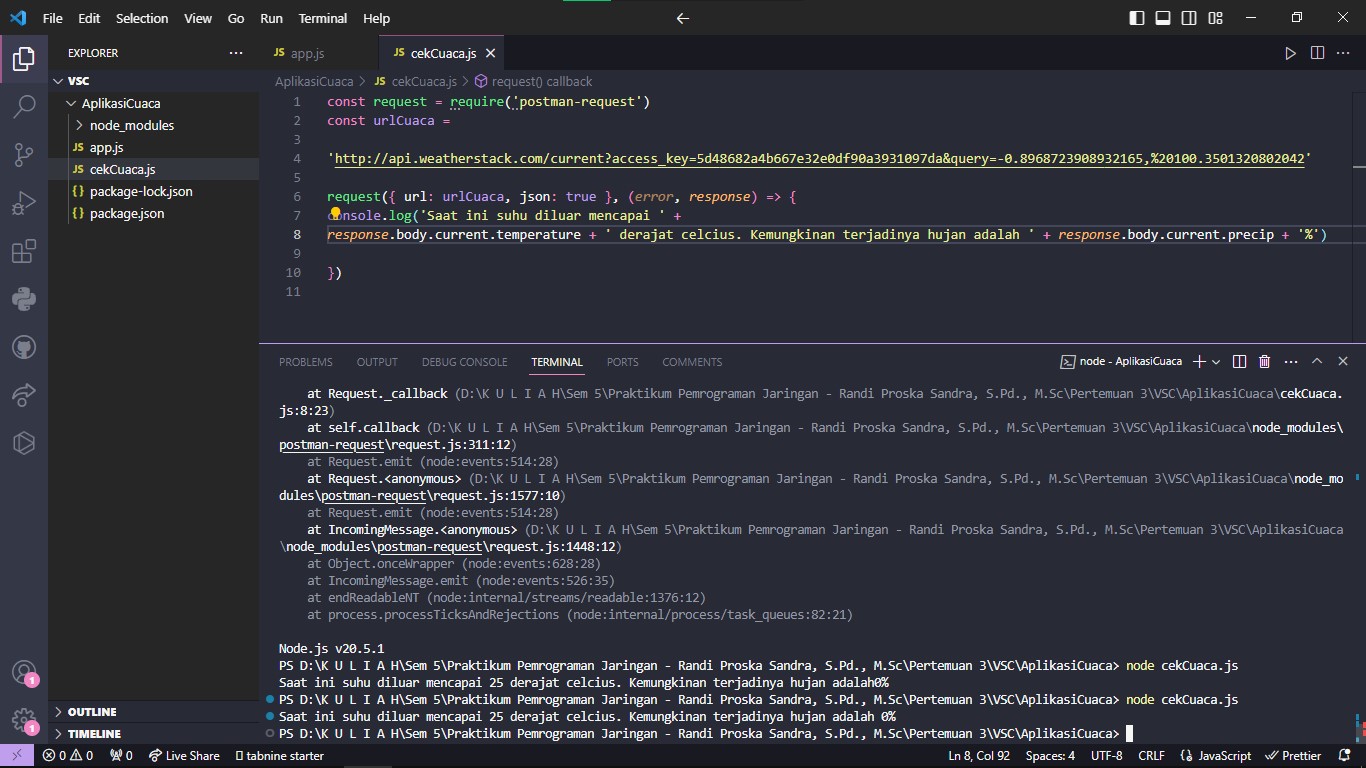 File Edit Selection View Go Run Terminal Help
EXPLORER
JS app.js
JS cekCuaca.js
VSC
AplikasiCuaca
node_modules
JS app.js
JS cekCuaca.js
{} package-lock.json
{} package.json
OUTLINE
TIMELINE
AplikasiCuaca > JS cekCuaca.js > request() callback
1 const request = require('postman-request')
2 const urlCuaca =
3
4 'http://api.weatherstack.com/current?access_key=5d48682a4b667e32e0df90a3931097da&query=-0.8968723908932165,%20100.3501320802042'
5
6 request({ url: urlCuaca, json: true }, (error, response) => {
7 console.log('Saat ini suhu diluar mencapai ' +
8 response.body.current.temperature + ' derajat celcius. Kemungkinan terjadinya hujan adalah ' + response.body.current.precip + '%')
9
10 })
11
PROBLEMS OUTPUT DEBUG CONSOLE TERMINAL PORTS COMMENTS
node - AplikasiCuaca
at Request._callback (D:\K U L I A H\Sem 5\Praktikum Pemrograman Jaringan - Randi Proska Sandra, S.Pd., M.Sc\Pertemuan 3\VSC\AplikasiCuaca\cekCuaca.
js:8:23)
at self.callback (D:\K U L I A H\Sem 5\Praktikum Pemrograman Jaringan - Randi Proska Sandra, S.Pd., M.Sc\Pertemuan 3\VSC\AplikasiCuaca\node_modules\
postman-request\request.js:311:12)
at Request.emit (node:events:514:28)
at Request.<anonymous> (D:\K U L I A H\Sem 5\Praktikum Pemrograman Jaringan - Randi Proska Sandra, S.Pd., M.Sc\Pertemuan 3\VSC\AplikasiCuaca\node_mo
dules\postman-request\request.js:1577:10)
at Request.emit (node:events:514:28)
at IncomingMessage.<anonymous> (D:\K U L I A H\Sem 5\Praktikum Pemrograman Jaringan - Randi Proska Sandra, S.Pd., M.Sc\Pertemuan 3\VSC\AplikasiCuaca
\node_modules\postman-request\request.js:1448:12)
at Object.onceWrapper (node:events:628:28)
at IncomingMessage.emit (node:events:526:35)
at endReadableNT (node:internal/streams/readable:1376:12)
at process.processTicksAndRejections (node:internal/process/task_queues:82:21)
Node.js v20.5.1
PS D:\K U L I A H\Sem 5\Praktikum Pemrograman Jaringan - Randi Proska Sandra, S.Pd., M.Sc\Pertemuan 3\VSC\AplikasiCuaca> node cekCuaca.js
Saat ini suhu diluar mencapai 25 derajat celcius. Kemungkinan terjadinya hujan adalah0%
PS D:\K U L I A H\Sem 5\Praktikum Pemrograman Jaringan - Randi Proska Sandra, S.Pd., M.Sc\Pertemuan 3\VSC\AplikasiCuaca> node cekCuaca.js
Saat ini suhu diluar mencapai 25 derajat celcius. Kemungkinan terjadinya hujan adalah 0%
PS D:\K U L I A H\Sem 5\Praktikum Pemrograman Jaringan - Randi Proska Sandra, S.Pd., M.Sc\Pertemuan 3\VSC\AplikasiCuaca>
1
1
0 0 0 Live Share tabnine starter Ln 8, Col 92 Spaces: 4 UTF-8 CRLF {} JavaScript Prettier